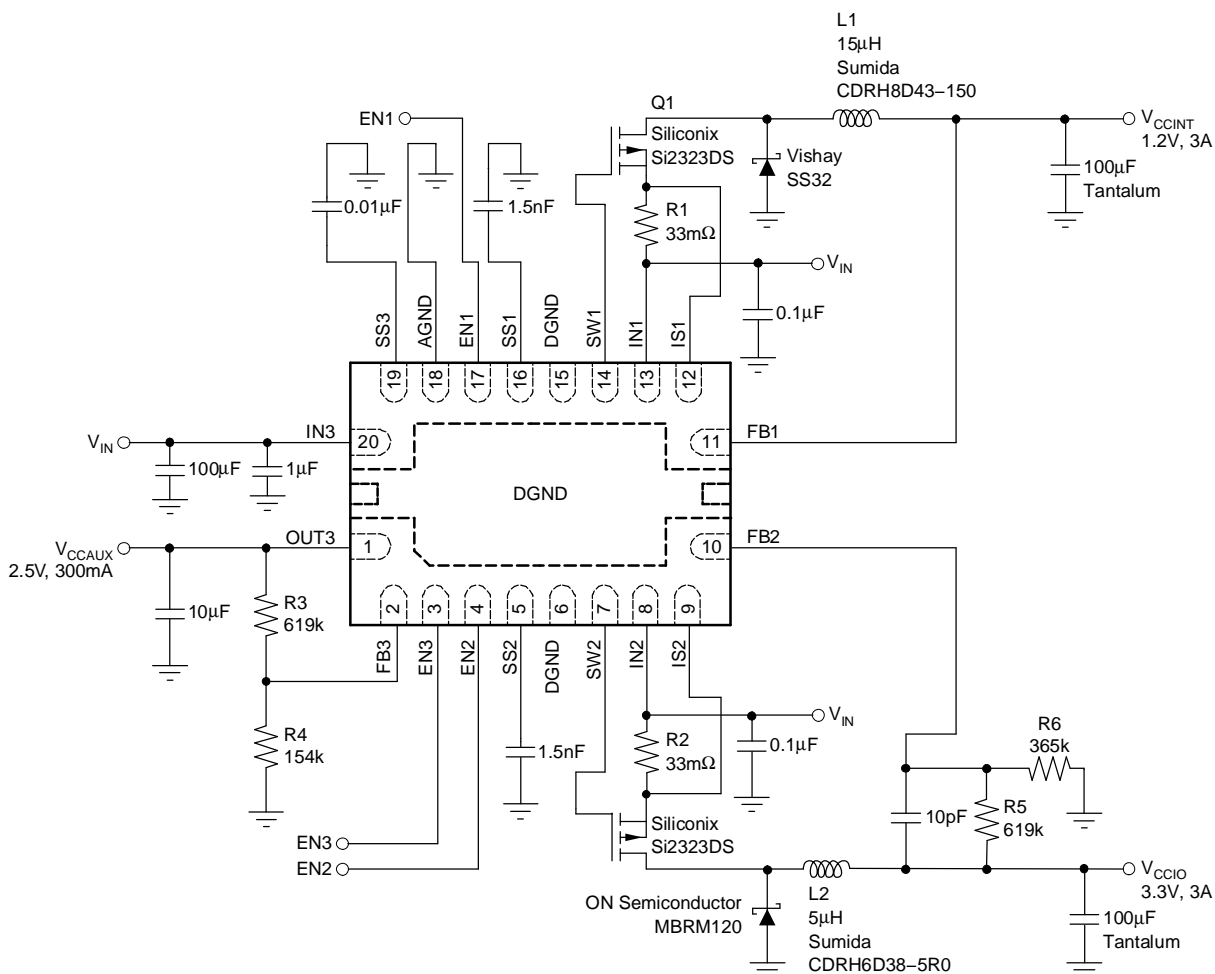 L1
15μH
Sumida
CDRH8D43–150
Q1
EN1
Siliconix
Si2323DS
Vishay
SS32
V_CCINT
1.2V, 3A
100μF
Tantalum
0.01μF
1.5nF
R1
33mΩ
V_IN
0.1μF
SS3
AGND
EN1
SS1
DGND
SW1
IN1
IS1
19
18
17
16
15
14
13
12
V_IN
IN3
20
11
FB1
100μF
1μF
DGND
V_CCAUX
2.5V, 300mA
OUT3
1
10
FB2
10μF
R3
619k
2
3
4
5
6
7
8
9
FB3
EN3
EN2
SS2
DGND
SW2
IN2
IS2
R4
154k
1.5nF
R2
33mΩ
V_IN
0.1μF
R6
365k
10pF
R5
619k
Siliconix
Si2323DS
EN3
EN2
V_CCIO
3.3V, 3A
ON Semiconductor
MBRM120
L2
5μH
Sumida
CDRH6D38–5R0
100μF
Tantalum